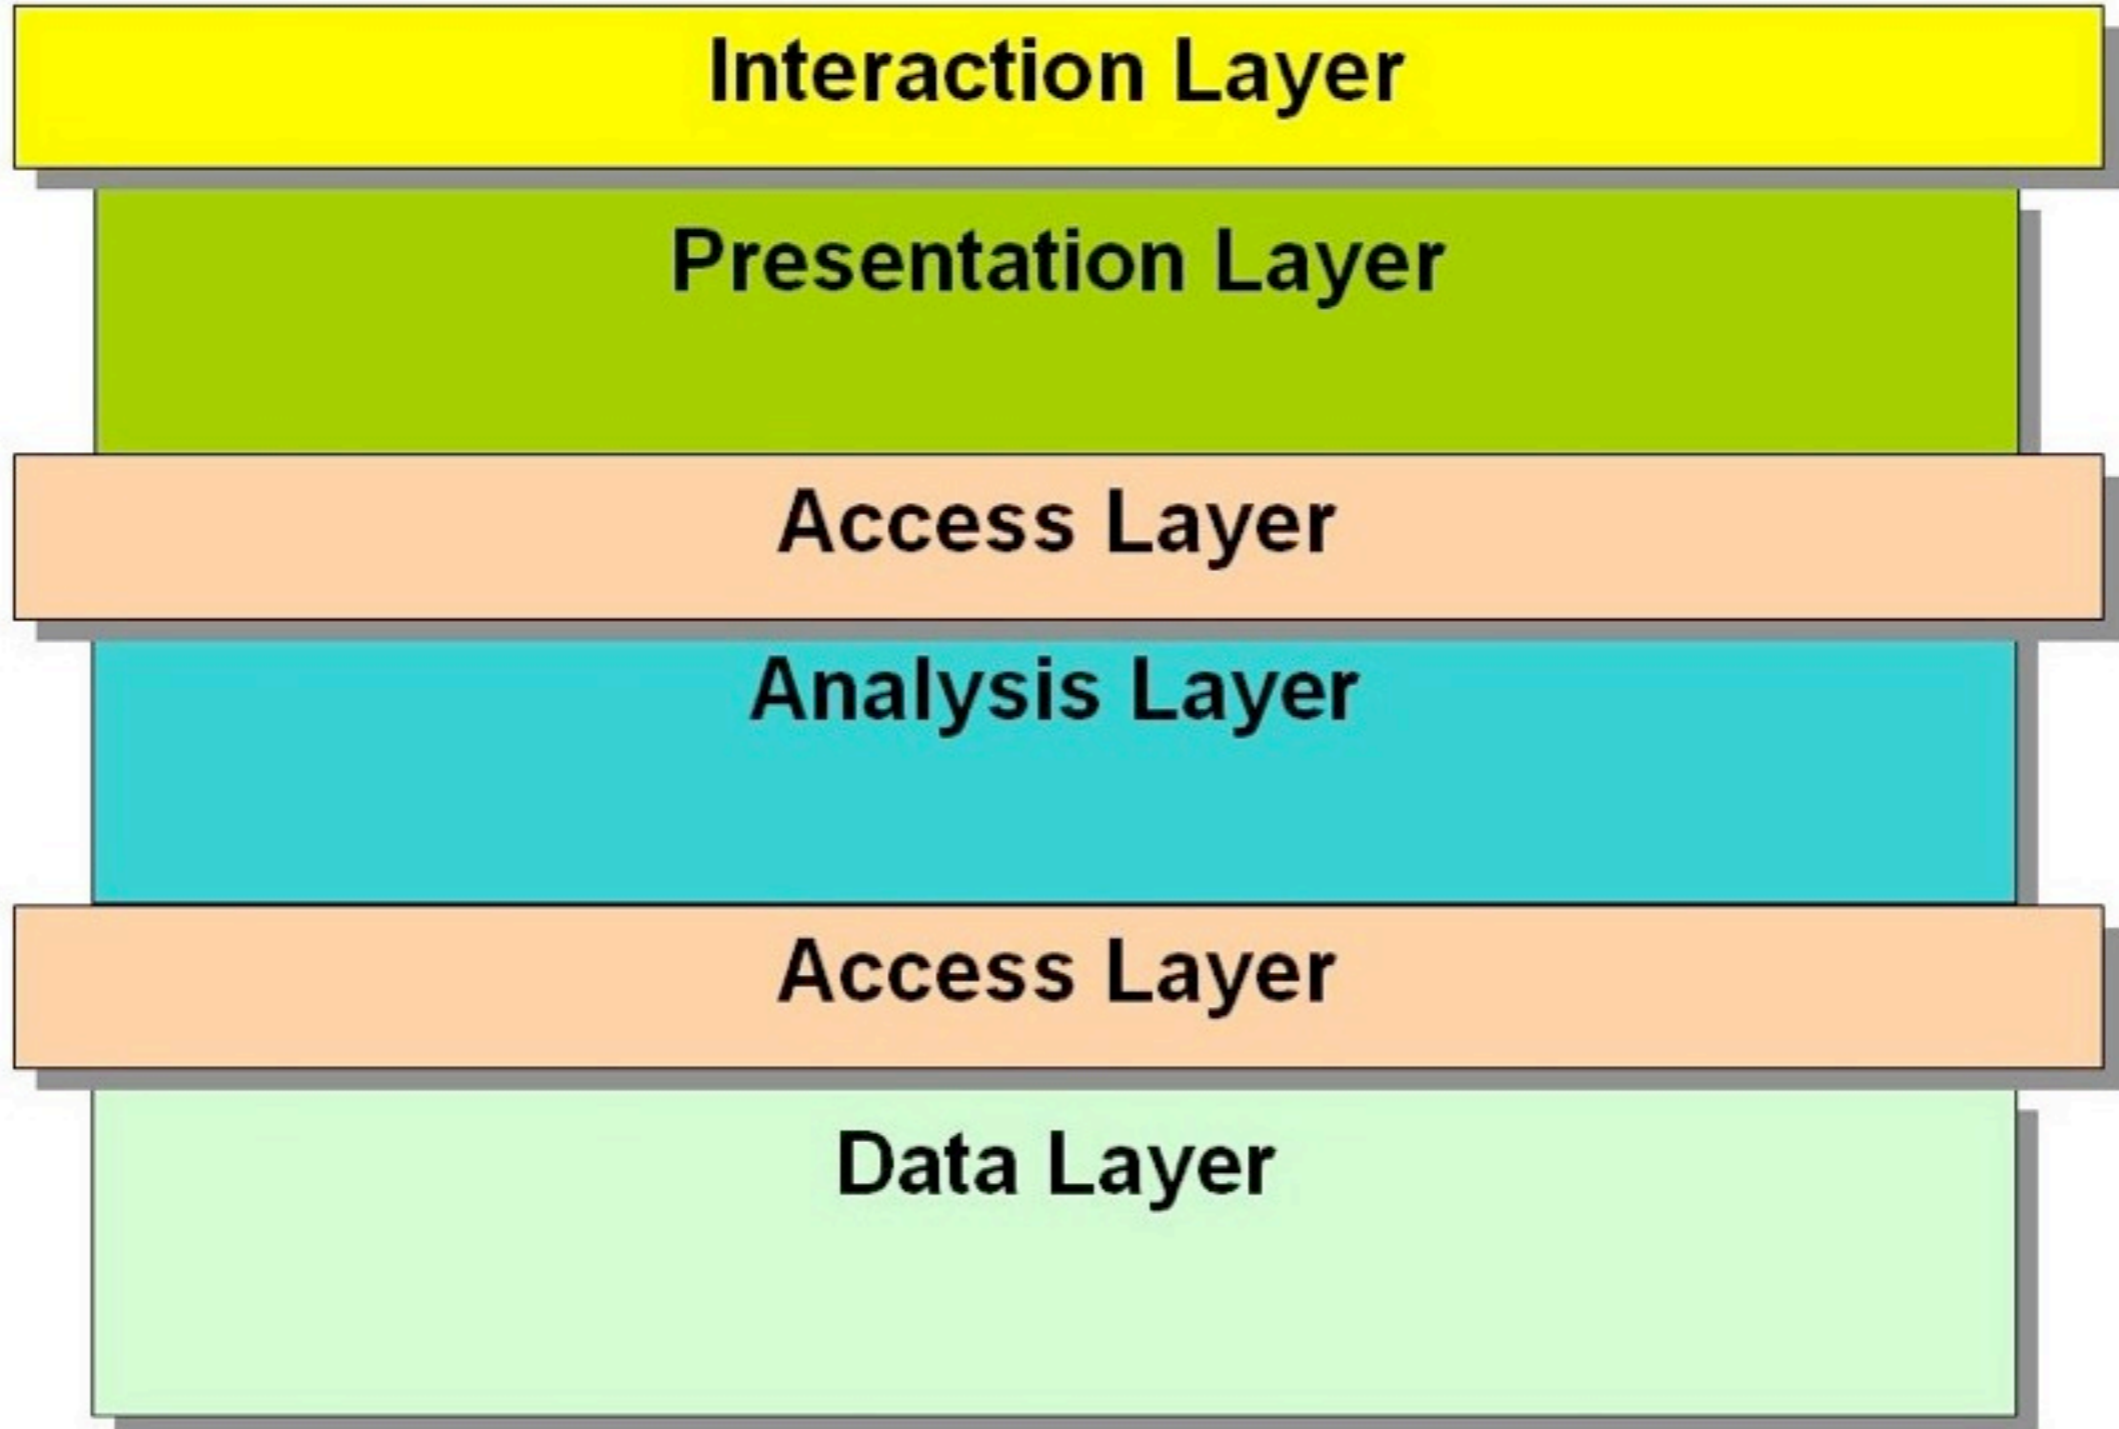 Interaction Layer
Presentation Layer
Access Layer
Analysis Layer
Access Layer
Data Layer